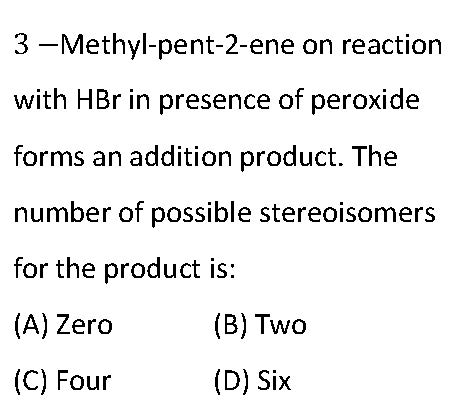 3 −Methyl-pent-2-ene on reaction
with HBr in presence of peroxide
forms an addition product. The
number of possible stereoisomers
for the product is:
(A) Zero (B) Two
(C) Four (D) Six